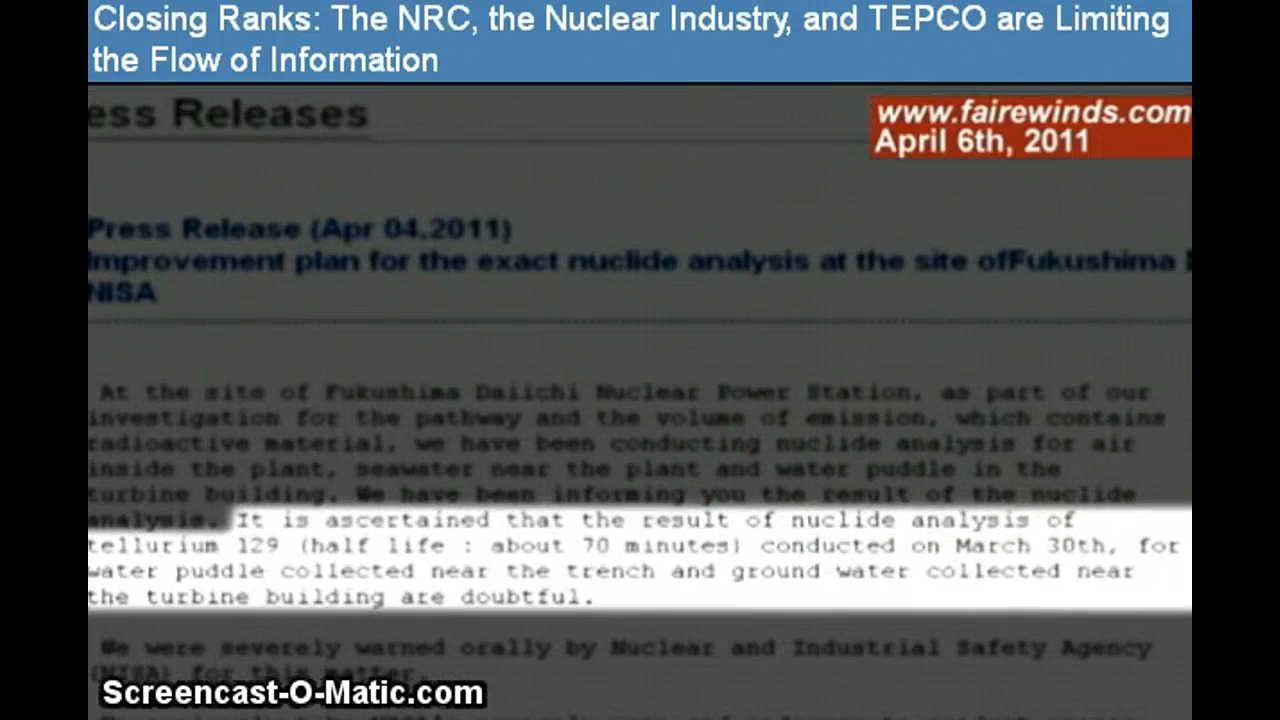 Closing Ranks: The NRC, the Nuclear Industry, and TEPCO are Limiting
the Flow of Information
ess Releases
www.fairewinds.com
April 6th, 2011
Press Release (Apr 04,2011)
Improvement plan for the exact nuclide analysis at the site ofFukushima
NISA
At the site of Fukushima Daiichi Nuclear Power Station, as part of our
investigation for the pathway and the volume of emission, which contains
radioactive material, we have been conducting nuclide analysis for air
inside the plant, seawater near the plant and water puddle in the
turbine building. We have been informing you the result of the nuclide
analysis. It is ascertained that the result of nuclide analysis of
tellurium 129 (half life : about 70 minutes) conducted on March 30th, for
water puddle collected near the trench and ground water collected near
the turbine building are doubtful.
We were severely warned orally by Nuclear and Industrial Safety Agency
(NISA) for this matter.
Screencast-O-Matic.com